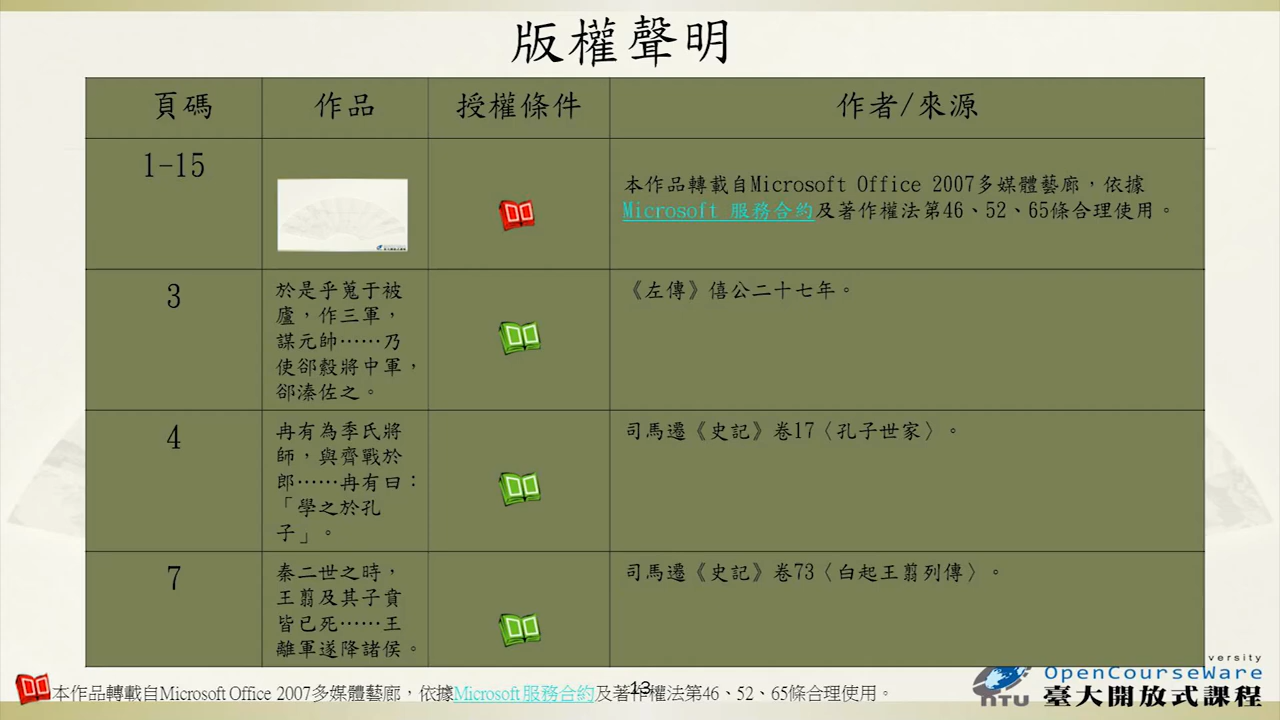 版權聲明
頁碼 作品 授權條件 作者/來源
1-15
本作品轉載自Microsoft Office 2007多媒體藝廊，依據
Microsoft 服務合約及著作權法第46、52、65條合理使用。
臺大開放式課程
3
於是乎蒐于被
廬，作三軍，
謀元帥……乃
使郤縠將中軍，
郤溱佐之。
《左傳》僖公二十七年。
4
冉有為季氏將
師，與齊戰於
郎……冉有曰：
「學之於孔
子」。
司馬遷《史記》卷17〈孔子世家〉。
7
秦二世之時，
王翦及其子賁
皆已死……王
離軍遂降諸侯。
司馬遷《史記》卷73〈白起王翦列傳〉。
本作品轉載自Microsoft Office 2007多媒體藝廊，依據Microsoft服務合約及著作權法第46、52、65條合理使用。
13
versity
OpenCourseWare
NTU
臺大開放式課程